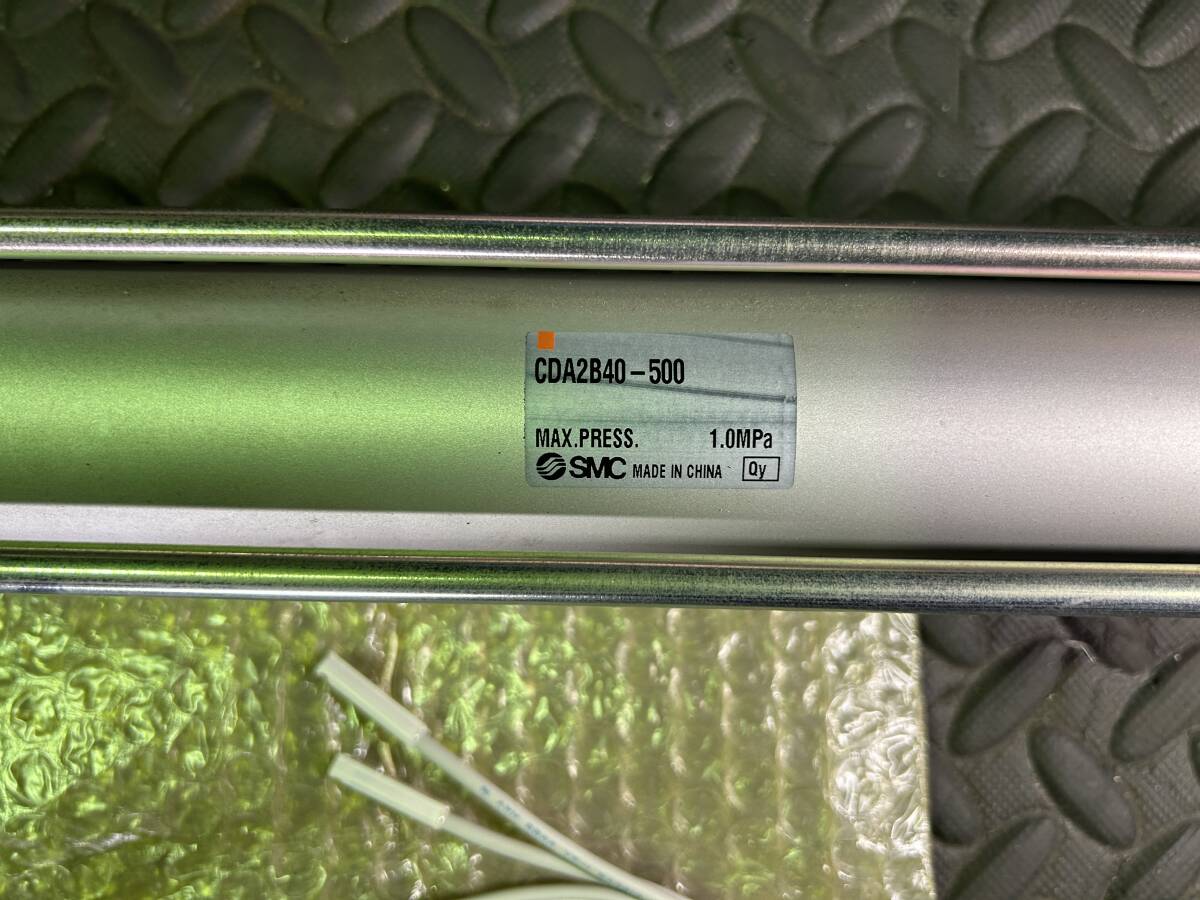 CDA2B40-500
MAX.PRESS. 1.0MPa
SMC MADE IN CHINA Qy